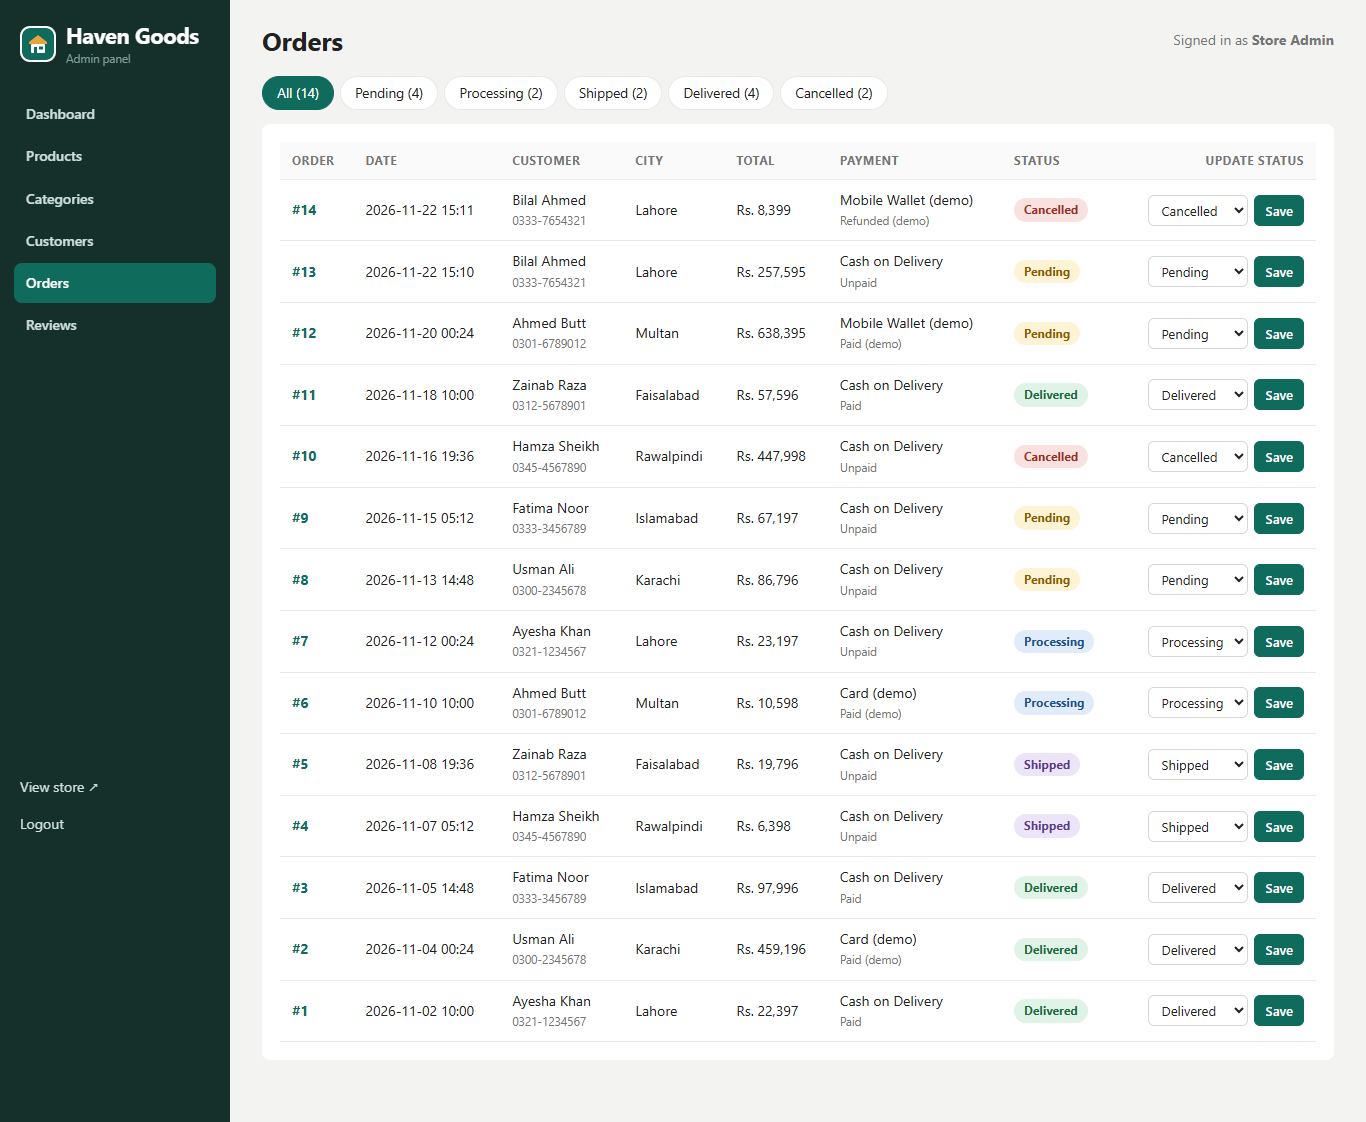 Haven Goods
Admin panel
Dashboard
Products
Categories
Customers
Orders
Reviews
View store ↗
Logout
Orders
Signed in as Store Admin
All (14) Pending (4) Processing (2) Shipped (2) Delivered (4) Cancelled (2)
ORDER DATE CUSTOMER CITY TOTAL PAYMENT STATUS UPDATE STATUS
#14 2026-11-22 15:11 Bilal Ahmed Lahore Rs. 8,399 Mobile Wallet (demo) Cancelled Cancelled Save
0333-7654321 Refunded (demo)
#13 2026-11-22 15:10 Bilal Ahmed Lahore Rs. 257,595 Cash on Delivery Pending Pending Save
0333-7654321 Unpaid
#12 2026-11-20 00:24 Ahmed Butt Multan Rs. 638,395 Mobile Wallet (demo) Pending Pending Save
0301-6789012 Paid (demo)
#11 2026-11-18 10:00 Zainab Raza Faisalabad Rs. 57,596 Cash on Delivery Delivered Delivered Save
0312-5678901 Paid
#10 2026-11-16 19:36 Hamza Sheikh Rawalpindi Rs. 447,998 Cash on Delivery Cancelled Cancelled Save
0345-4567890 Unpaid
#9 2026-11-15 05:12 Fatima Noor Islamabad Rs. 67,197 Cash on Delivery Pending Pending Save
0333-3456789 Unpaid
#8 2026-11-13 14:48 Usman Ali Karachi Rs. 86,796 Cash on Delivery Pending Pending Save
0300-2345678 Unpaid
#7 2026-11-12 00:24 Ayesha Khan Lahore Rs. 23,197 Cash on Delivery Processing Processing Save
0321-1234567 Unpaid
#6 2026-11-10 10:00 Ahmed Butt Multan Rs. 10,598 Card (demo) Processing Processing Save
0301-6789012 Paid (demo)
#5 2026-11-08 19:36 Zainab Raza Faisalabad Rs. 19,796 Cash on Delivery Shipped Shipped Save
0312-5678901 Unpaid
#4 2026-11-07 05:12 Hamza Sheikh Rawalpindi Rs. 6,398 Cash on Delivery Shipped Shipped Save
0345-4567890 Unpaid
#3 2026-11-05 14:48 Fatima Noor Islamabad Rs. 97,996 Cash on Delivery Delivered Delivered Save
0333-3456789 Paid
#2 2026-11-04 00:24 Usman Ali Karachi Rs. 459,196 Card (demo) Delivered Delivered Save
0300-2345678 Paid (demo)
#1 2026-11-02 10:00 Ayesha Khan Lahore Rs. 22,397 Cash on Delivery Delivered Delivered Save
0321-1234567 Paid